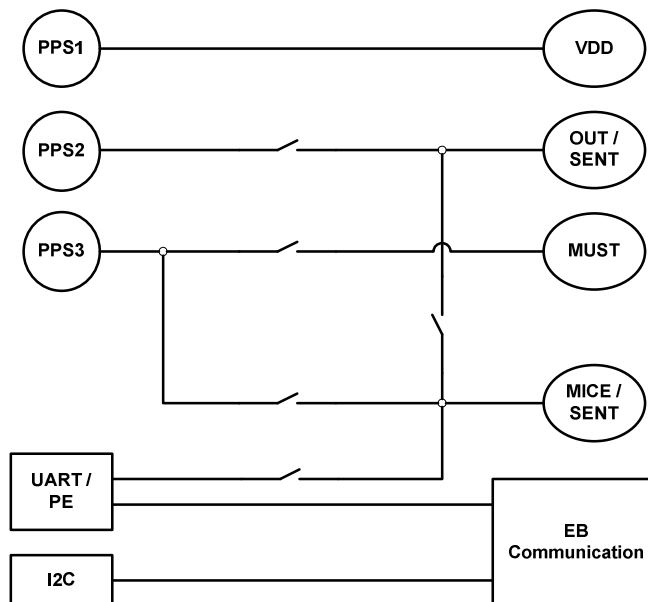 PPS1
VDD
PPS2
OUT /
SENT
PPS3
MUST
MICE /
SENT
UART /
PE
EB
Communication
I2C